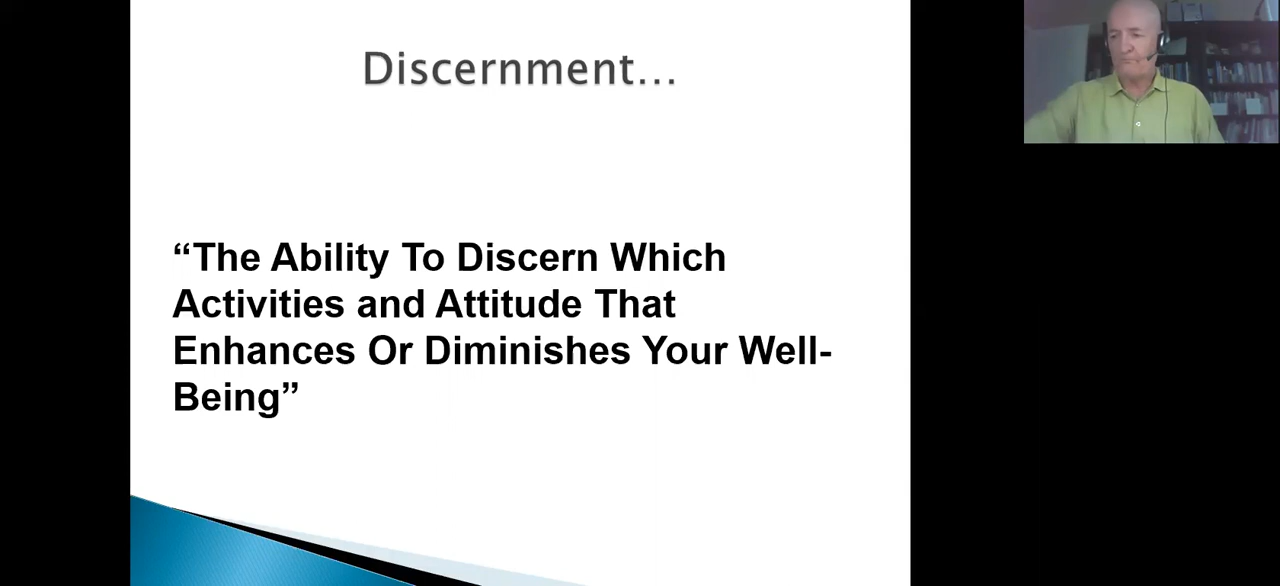 Discernment...
“The Ability To Discern Which
Activities and Attitude That
Enhances Or Diminishes Your Well-
Being”